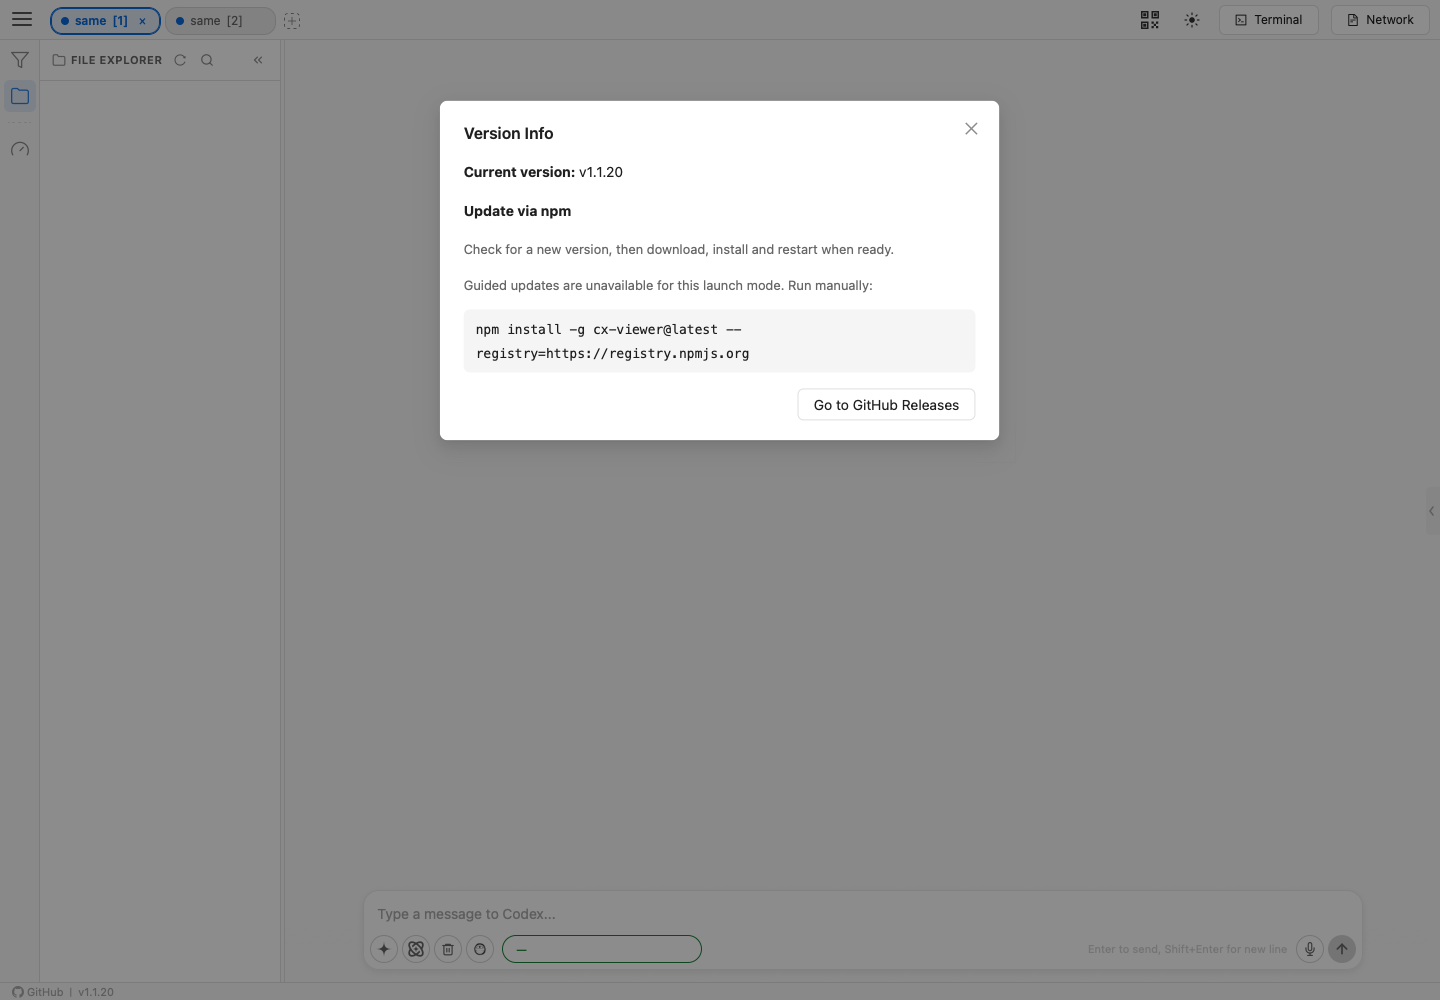 same [1] ×
same [2]
Terminal
Network
FILE EXPLORER
Version Info
Current version: v1.1.20
Update via npm
Check for a new version, then download, install and restart when ready.
Guided updates are unavailable for this launch mode. Run manually:
npm install -g cx-viewer@latest --
registry=https://registry.npmjs.org
Go to GitHub Releases
Type a message to Codex...
—
Enter to send, Shift+Enter for new line
GitHub | v1.1.20